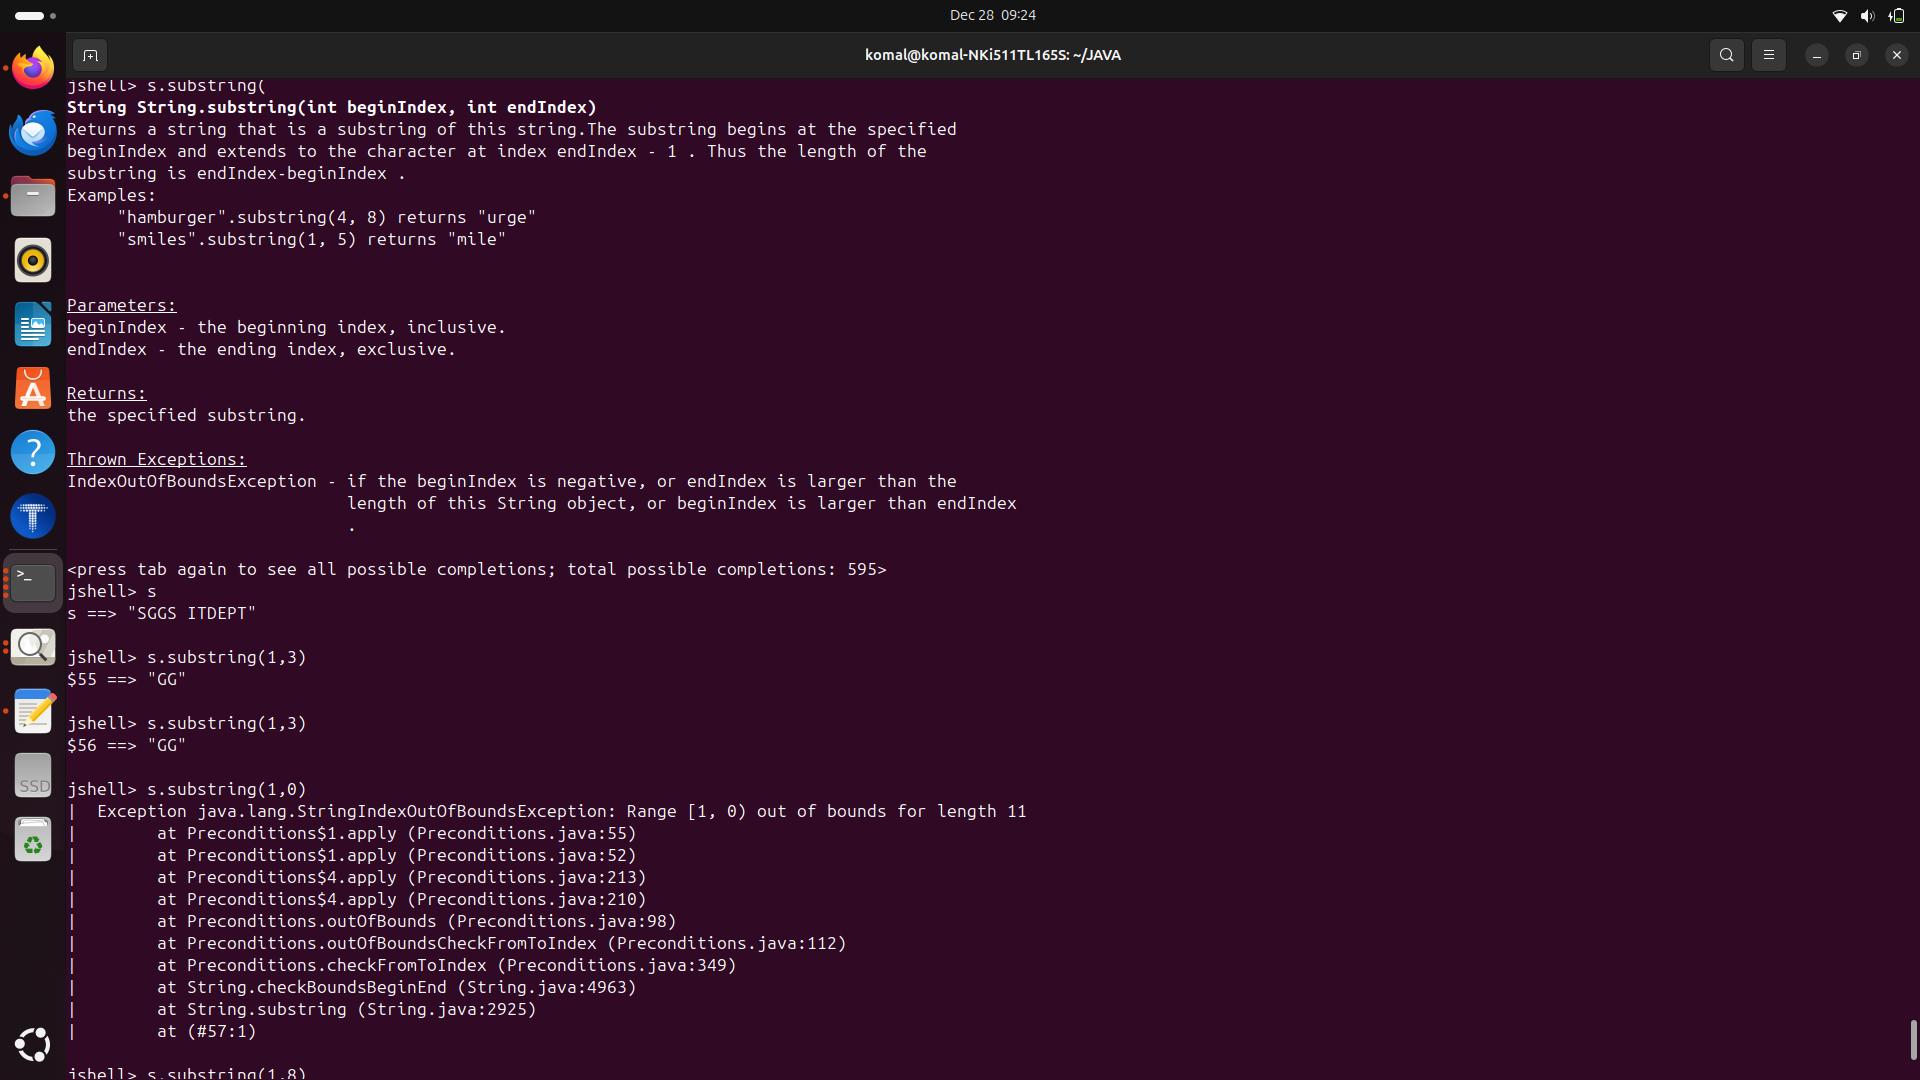 Dec 28 09:24
komal@komal-NKi511TL165S: ~/JAVA
jshell> s.substring(
String String.substring(int beginIndex, int endIndex)
Returns a string that is a substring of this string.The substring begins at the specified
beginIndex and extends to the character at index endIndex - 1 . Thus the length of the
substring is endIndex-beginIndex .
Examples:
     "hamburger".substring(4, 8) returns "urge"
     "smiles".substring(1, 5) returns "mile"
Parameters:
beginIndex - the beginning index, inclusive.
endIndex - the ending index, exclusive.
Returns:
the specified substring.
Thrown Exceptions:
IndexOutOfBoundsException - if the beginIndex is negative, or endIndex is larger than the
                            length of this String object, or beginIndex is larger than endIndex
                            .
<press tab again to see all possible completions; total possible completions: 595>
jshell> s
s ==> "SGGS ITDEPT"
jshell> s.substring(1,3)
$55 ==> "GG"
jshell> s.substring(1,3)
$56 ==> "GG"
jshell> s.substring(1,0)
|  Exception java.lang.StringIndexOutOfBoundsException: Range [1, 0) out of bounds for length 11
|        at Preconditions$1.apply (Preconditions.java:55)
|        at Preconditions$1.apply (Preconditions.java:52)
|        at Preconditions$4.apply (Preconditions.java:213)
|        at Preconditions$4.apply (Preconditions.java:210)
|        at Preconditions.outOfBounds (Preconditions.java:98)
|        at Preconditions.outOfBoundsCheckFromToIndex (Preconditions.java:112)
|        at Preconditions.checkFromToIndex (Preconditions.java:349)
|        at String.checkBoundsBeginEnd (String.java:4963)
|        at String.substring (String.java:2925)
|        at (#57:1)
jshell> s.substring(1,8)
SSD